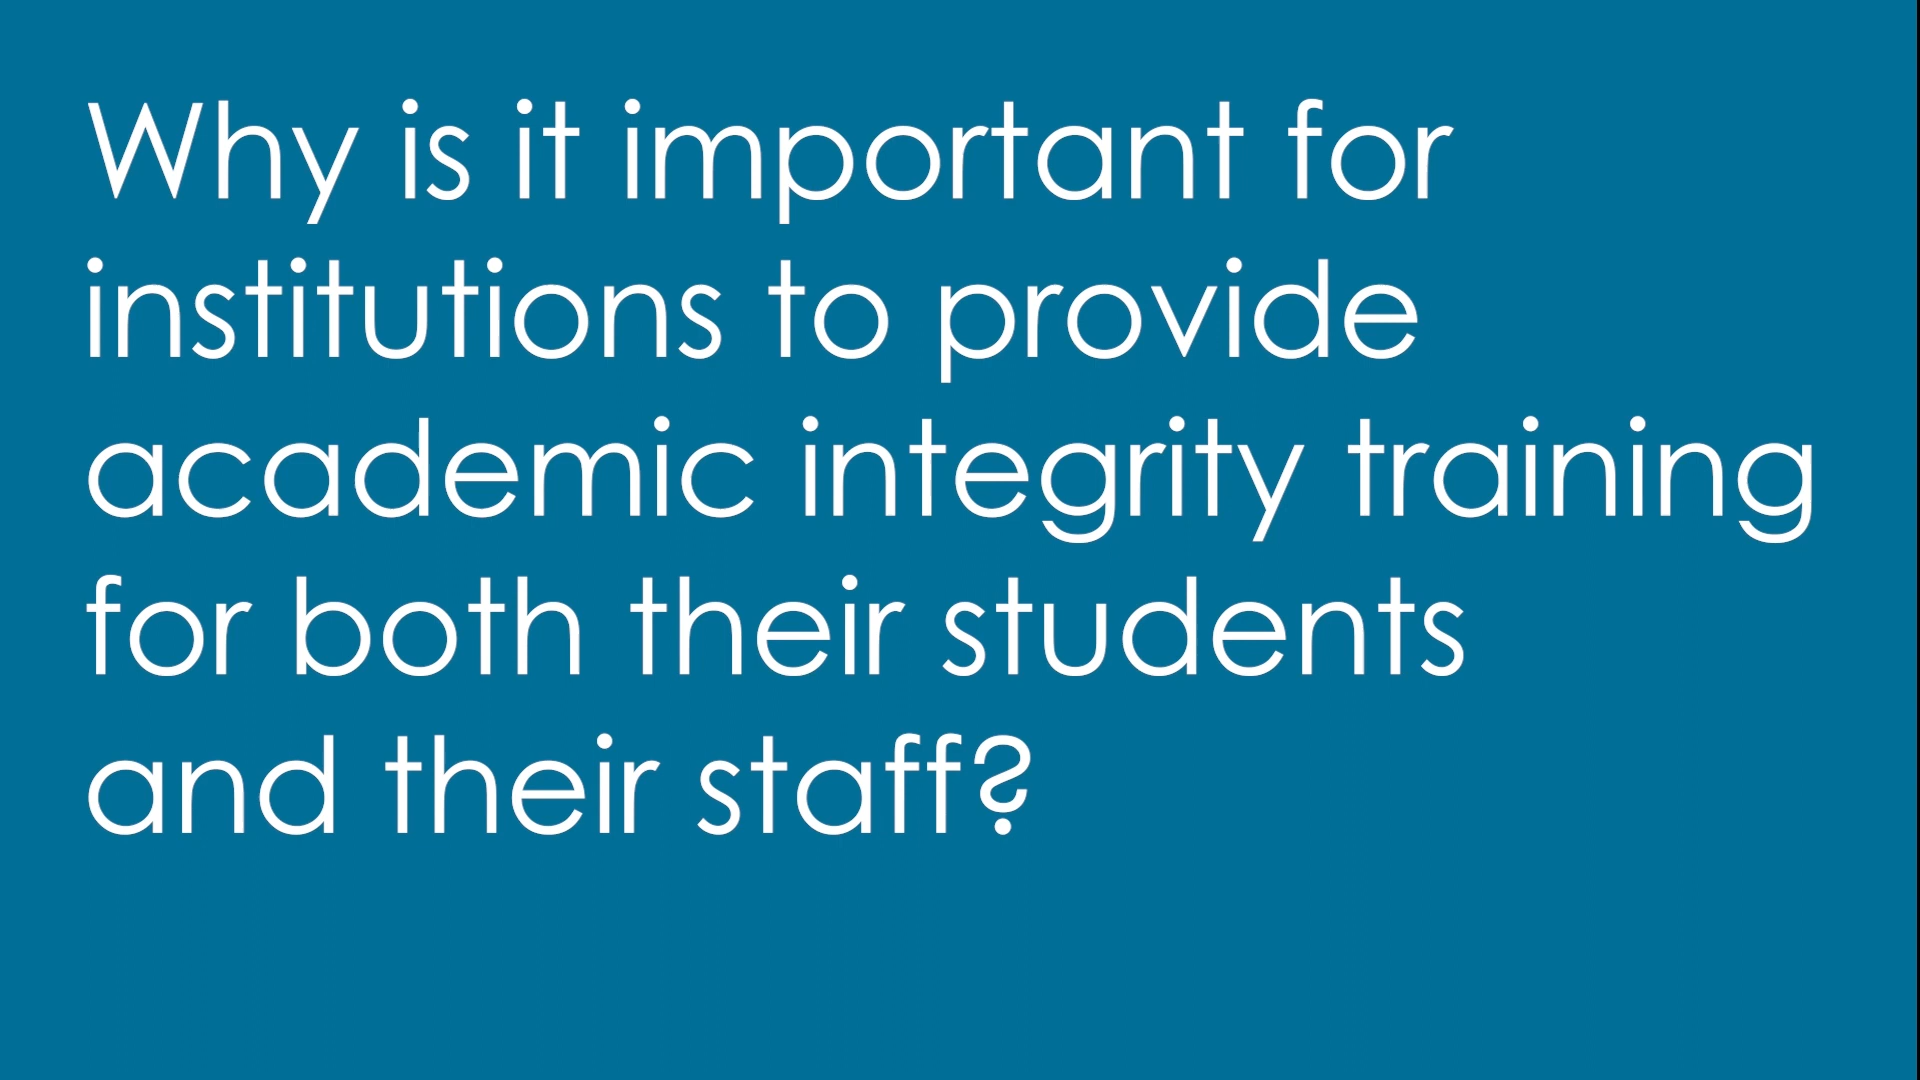 Why is it important for
institutions to provide
academic integrity training
for both their students
and their staff?